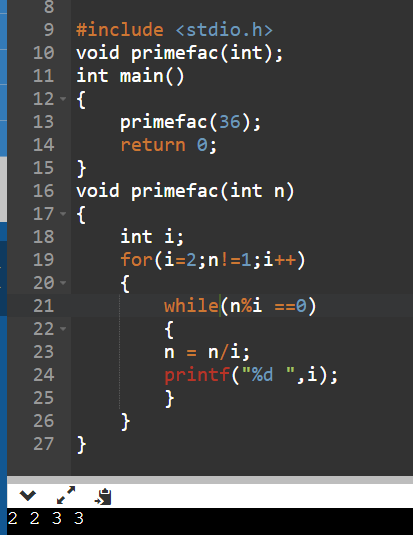 8
9 #include <stdio.h>
10 void primefac(int);
11 int main()
12 {
13     primefac(36);
14     return 0;
15 }
16 void primefac(int n)
17 {
18     int i;
19     for(i=2;n!=1;i++)
20     {
21         while(n%i ==0)
22         {
23         n = n/i;
24         printf("%d ",i);
25         }
26     }
27 }
2 2 3 3